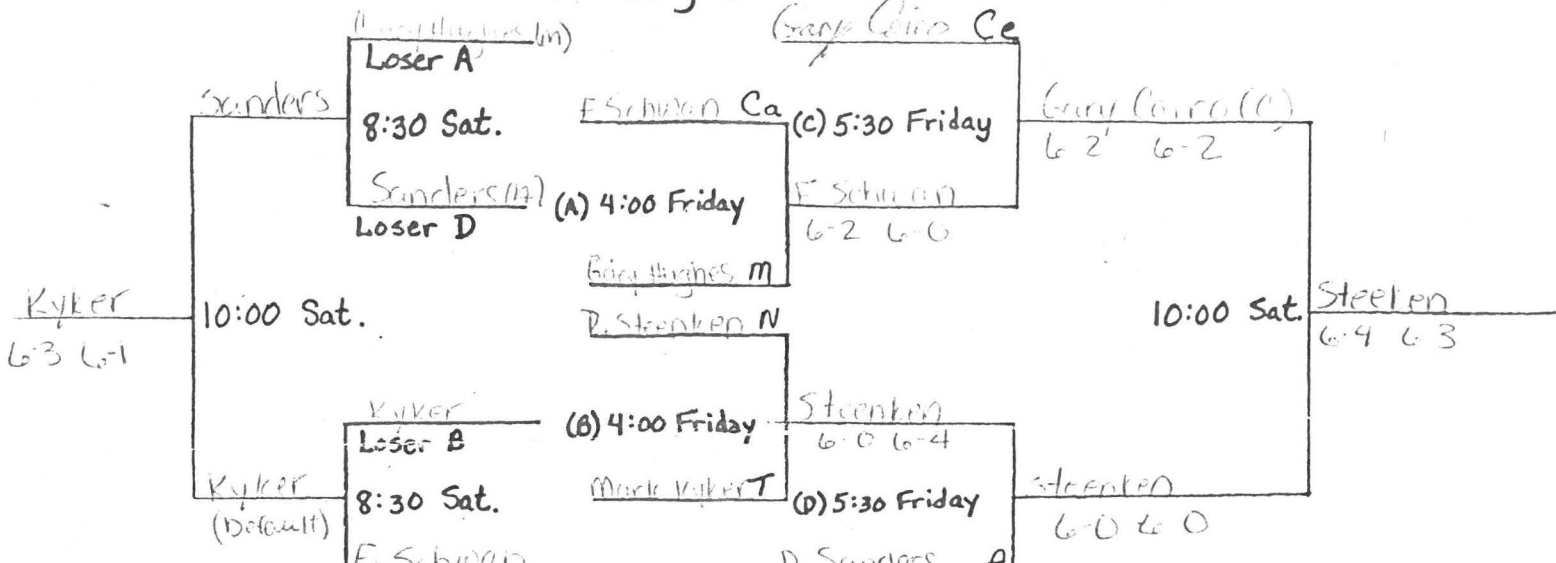 Loser A
8:30 Sat.
Sanders
Sanders
Loser D
Kyker
6-3 6-1
10:00 Sat.
Kyker
Loser B
8:30 Sat.
Kyker
(Default)
F. Schwan
F Schwan Ca
(A) 4:00 Friday
Gary Hughes M
Steenken N
(B) 4:00 Friday
Mark Kyker T
Gary Ce
(C) 5:30 Friday
F Schwan
6-2 6-0
Steenken
6-0 6-4
(D) 5:30 Friday
D Sanders A
Gary Cairo (C)
6-2 6-2
10:00 Sat.
Steenken
6-0 6-0
Steeken
6-4 6-3